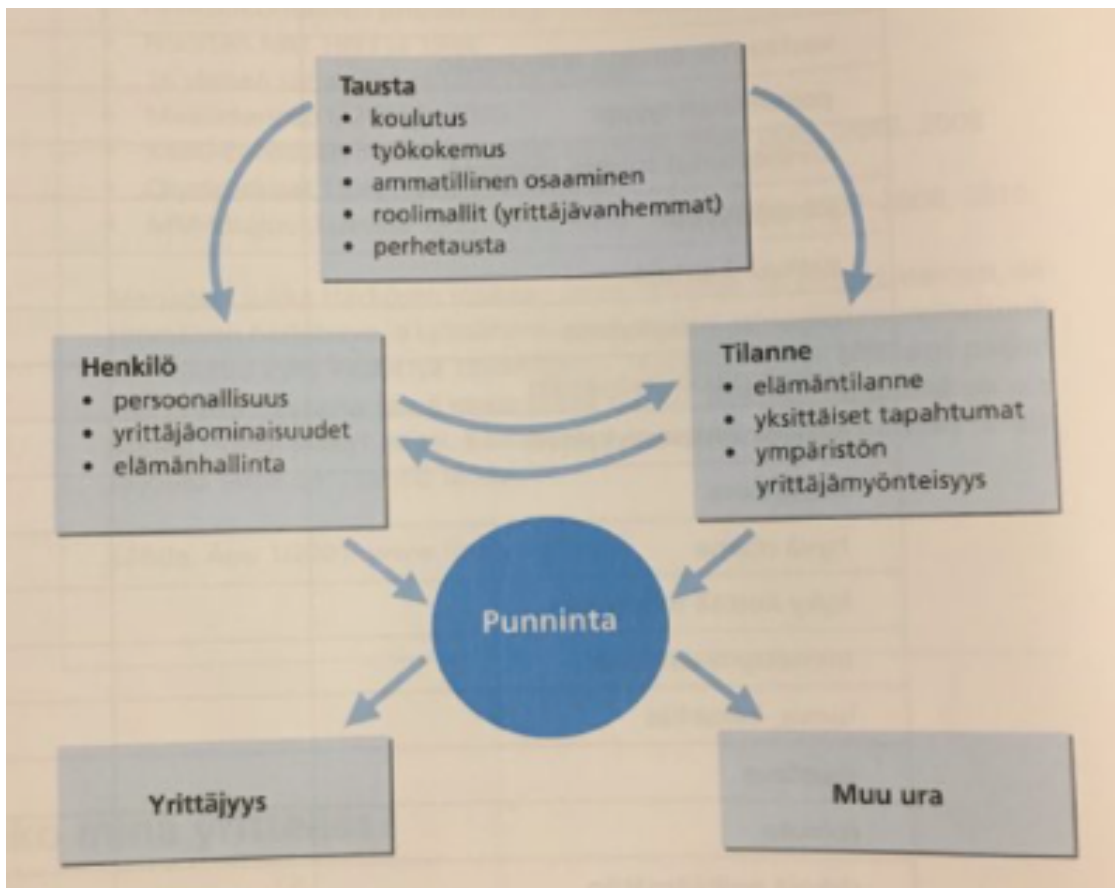 Tausta
• koulutus
• työkokemus
• ammatillinen osaaminen
• roolimallit (yrittäjävanhemmat)
• perhetausta
Henkilö
• persoonallisuus
• yrittäjäominaisuudet
• elämänhallinta
Tilanne
• elämäntilanne
• yksittäiset tapahtumat
• ympäristön
yrittäjämyönteisyys
Punninta
Yrittäjyys
Muu ura